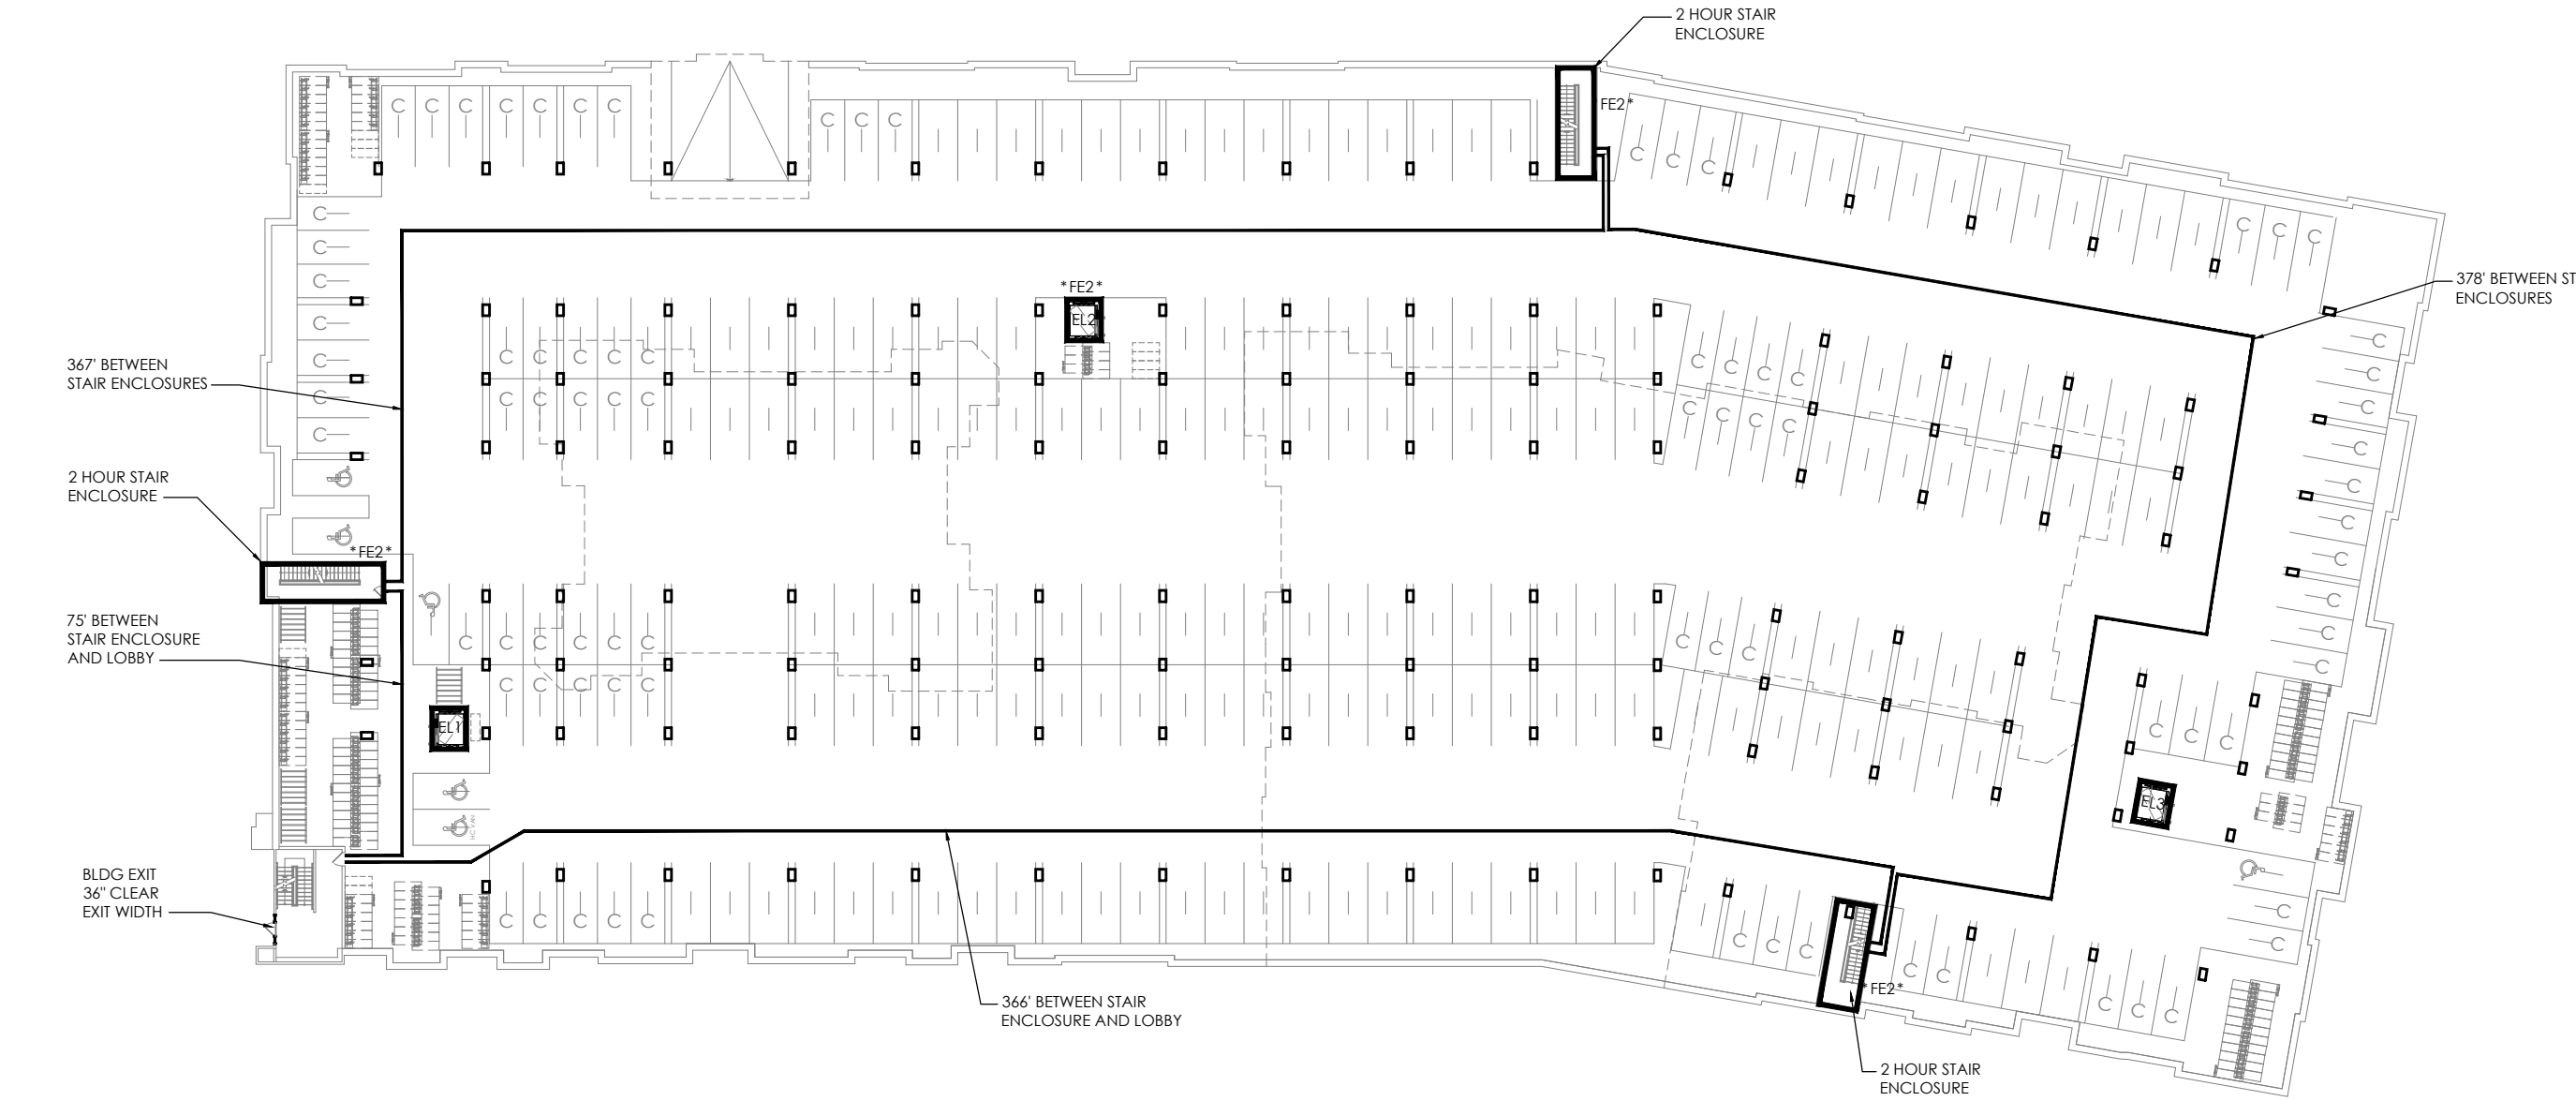 2 HOUR STAIR
ENCLOSURE
FE2*
*FE2*
EL2
378' BETWEEN ST
ENCLOSURES
367' BETWEEN
STAIR ENCLOSURES
2 HOUR STAIR
ENCLOSURE
*FE2*
75' BETWEEN
STAIR ENCLOSURE
AND LOBBY
EL1
EL3
HC VAN
BLDG EXIT
36" CLEAR
EXIT WIDTH
*FE2*
366' BETWEEN STAIR
ENCLOSURE AND LOBBY
2 HOUR STAIR
ENCLOSURE
C C C C C C C
C C C
C C C
C C C
C
C
C
C
C
C
C
C C C C C
C C C C C
C C C C
C C C C
C
C
C
C
C
C
C
C
C
C
C C C C C C
C C C C C
C C C
C C C
C
C
C C C C C
C C C
C C
C C C